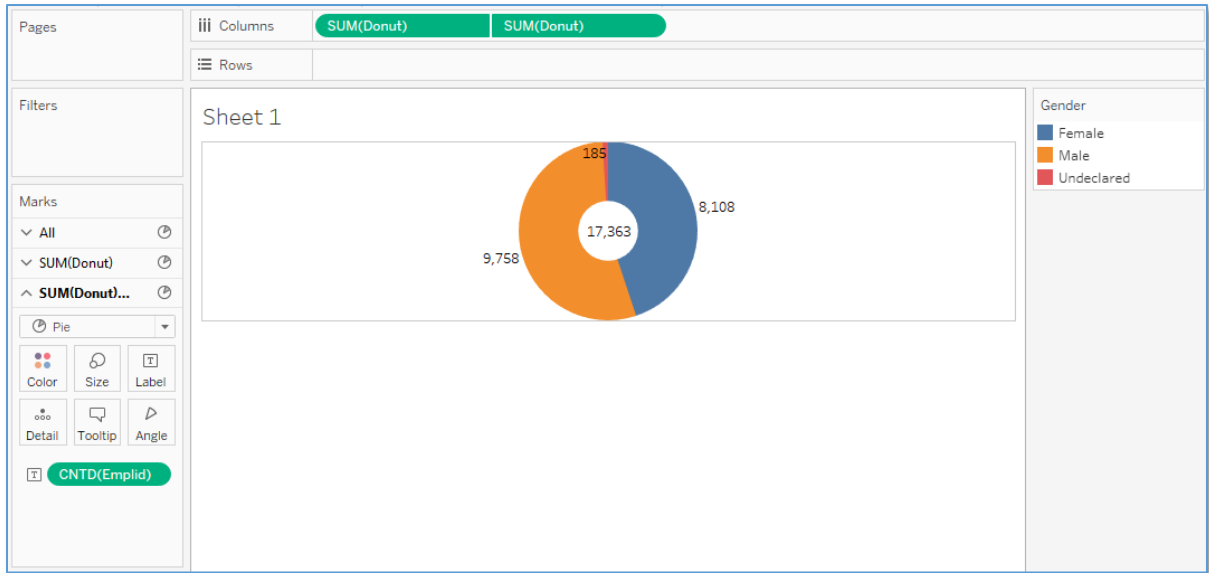 Pages
Columns
SUM(Donut)
SUM(Donut)
Rows
Filters
Sheet 1
185
8,108
17,363
9,758
Gender
Female
Male
Undeclared
Marks
All
SUM(Donut)
SUM(Donut)...
Pie
Color
Size
T
Label
Detail
Tooltip
Angle
T
CNTD(Emplid)